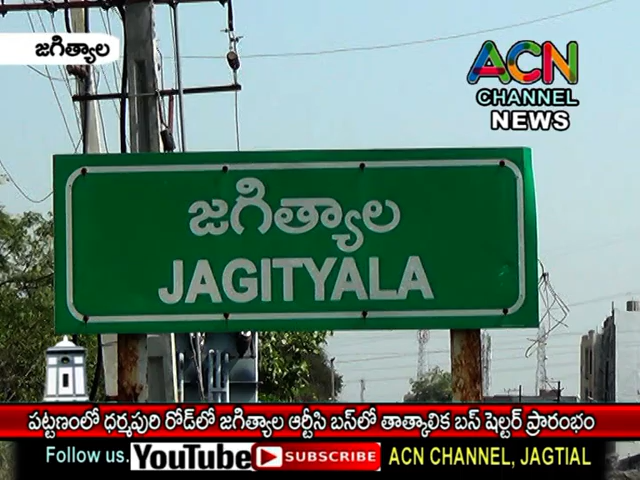 జగిత్యాల
ACN
CHANNEL
NEWS
జగిత్యాల
JAGITYALA
పట్టణంలో ధర్మపురి రోడ్‌లో జగిత్యాల ఆర్టీసి బస్‌లో తాత్కాలిక బస్ షెల్టర్ ప్రారంభం
Follow us. YouTube SUBSCRIBE ACN CHANNEL, JAGTIAL